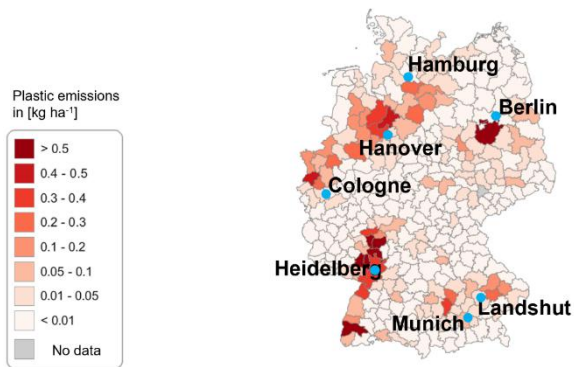 Plastic emissions
in [kg ha⁻¹]
> 0.5
0.4 - 0.5
0.3 - 0.4
0.2 - 0.3
0.1 - 0.2
0.05 - 0.1
0.01 - 0.05
< 0.01
No data
Hamburg
Berlin
Hanover
Cologne
Heidelberg
Landshut
Munich